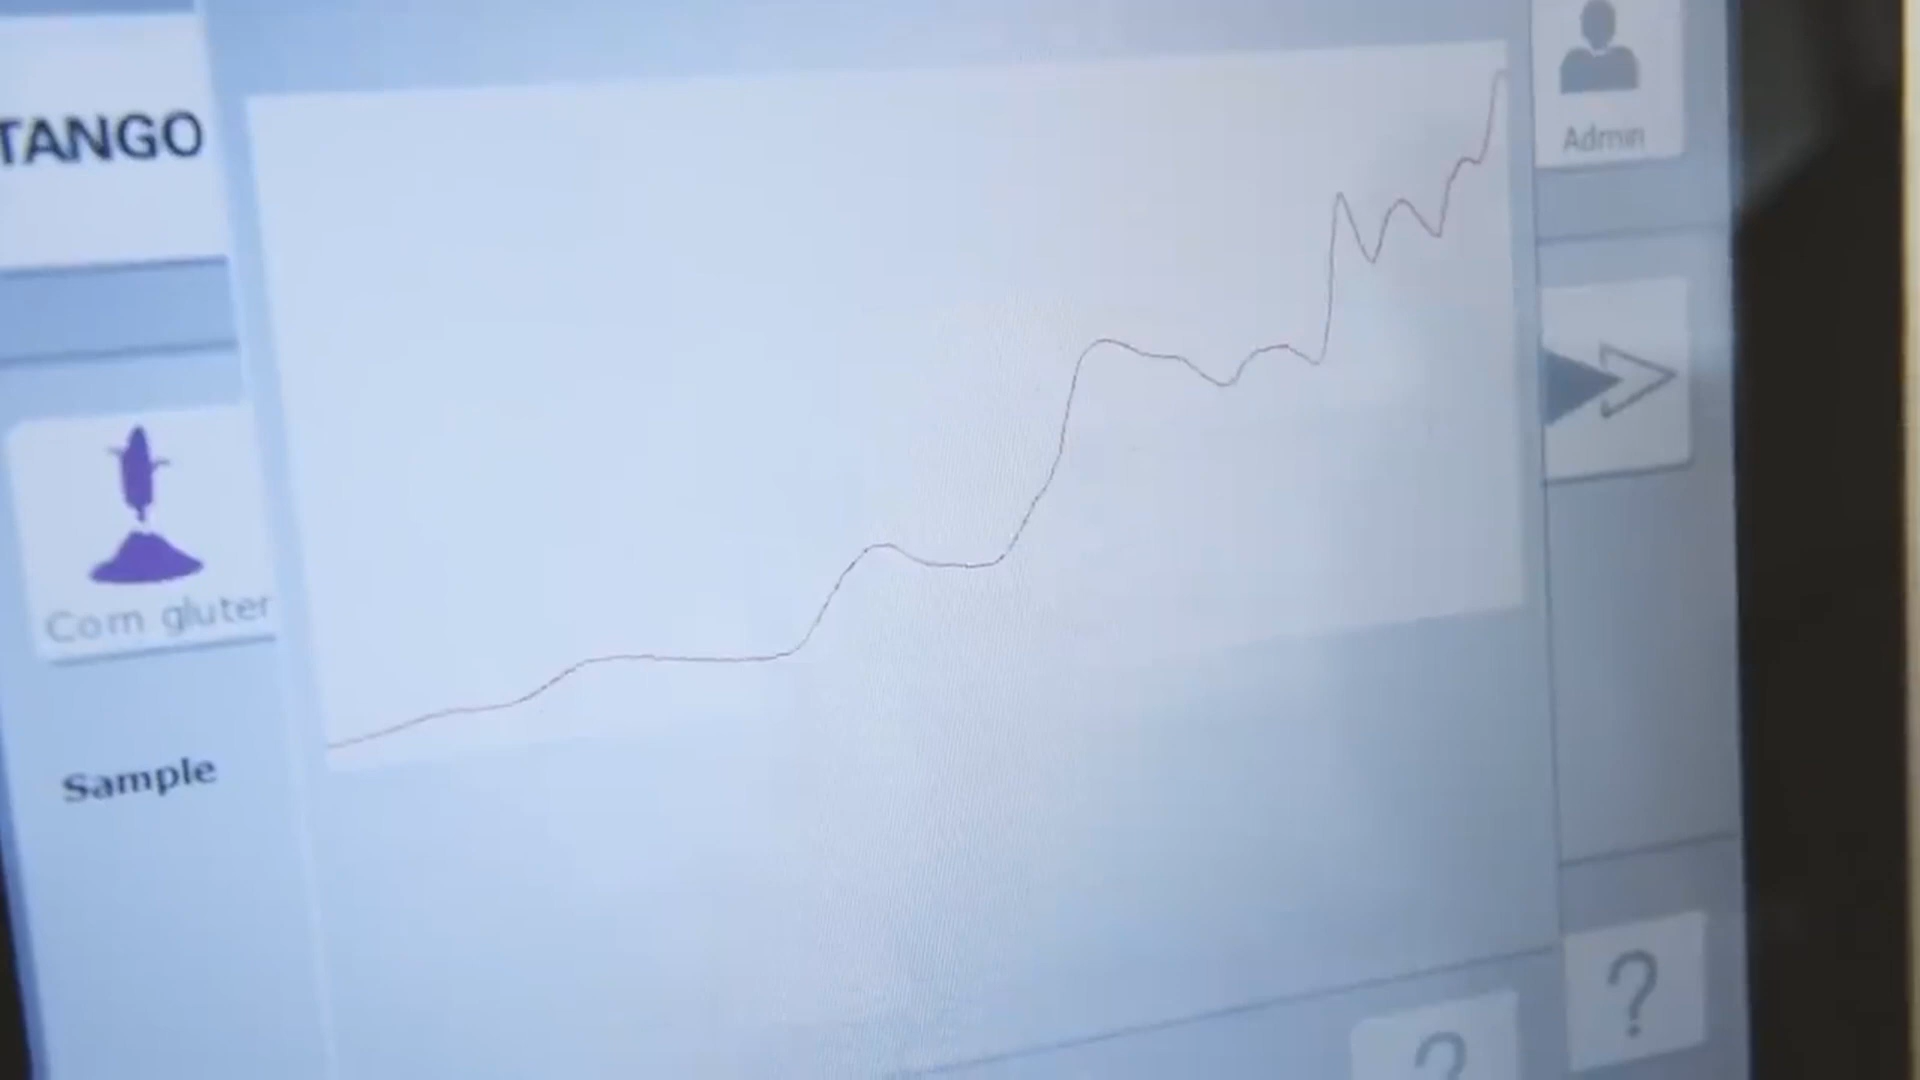 TANGO
Admin
Corn gluten
Sample
?
?